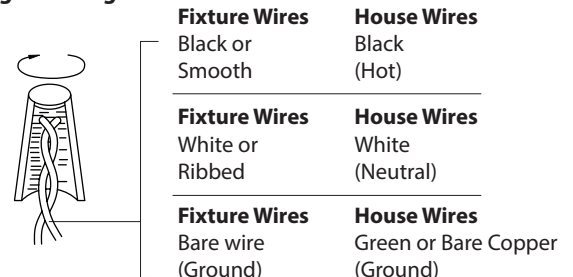 Fixture Wires House Wires
Black or Black
Smooth (Hot)
Fixture Wires House Wires
White or White
Ribbed (Neutral)
Fixture Wires House Wires
Bare wire Green or Bare Copper
(Ground) (Ground)